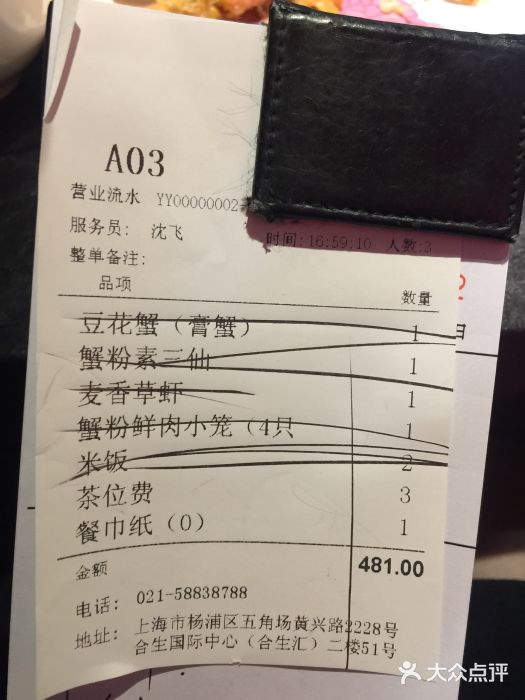 A03
营业流水 YY00000002
服务员: 沈飞
时间:16:59:10 人数:3
整单备注:
品项 数量
豆花蟹(膏蟹) 1
蟹粉素三仙 1
麦香草虾 1
蟹粉鲜肉小笼(4只 1
米饭 2
茶位费 3
餐巾纸(0) 1
金额 481.00
电话: 021-58838788
地址: 上海市杨浦区五角场黄兴路2228号
合生国际中心(合生汇)二楼51号
2
日
大众点评